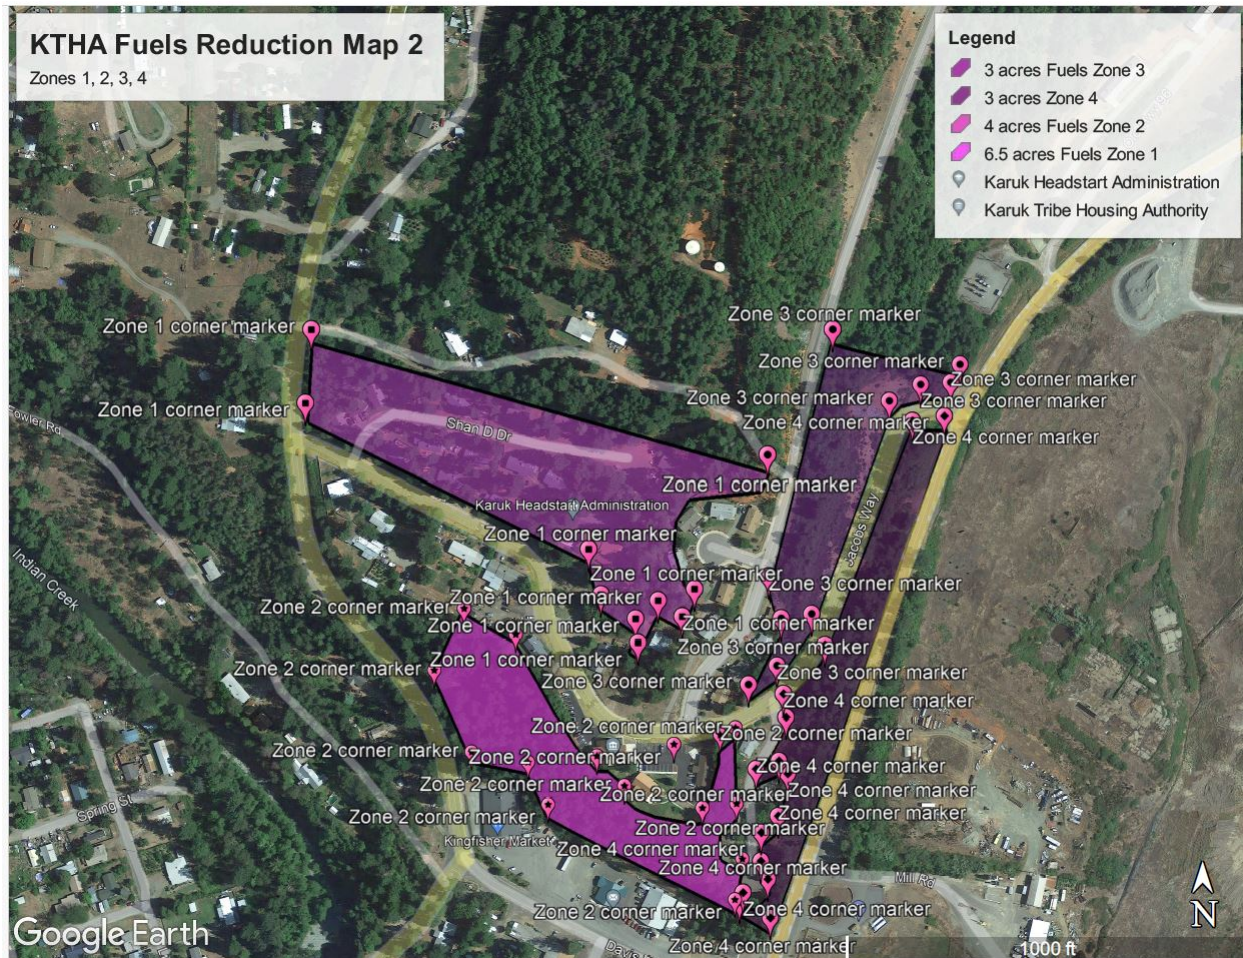 KTHA Fuels Reduction Map 2
Zones 1, 2, 3, 4
Legend
3 acres Fuels Zone 3
3 acres Zone 4
4 acres Fuels Zone 2
6.5 acres Fuels Zone 1
Karuk Headstart Administration
Karuk Tribe Housing Authority
Zone 3 corner marker
Zone 1 corner marker
Zone 3 corner marker
Zone 3 corner marker
Zone 3 corner marker
Zone 3 corner marker
Zone 1 corner marker
Zone 4 corner marker
Zone 4 corner marker
Shan D Dr
Zone 1 corner marker
Karuk Headstart Administration
Jacobs Way
Zone 1 corner marker
Indian Creek
Zone 1 corner marker
Zone 3 corner marker
Zone 1 corner marker
Zone 2 corner marker
Zone 1 corner marker
Zone 1 corner marker
Zone 3 corner marker
Zone 1 corner marker
Zone 2 corner marker
Zone 3 corner marker
Zone 3 corner marker
Zone 4 corner marker
Zone 2 corner marker
Zone 2 corner marker
Zone 2 corner marker
Zone 2 corner marker
Zone 4 corner marker
Zone 2 corner marker
Zone 2 corner marker
Zone 4 corner marker
Spring St
Zone 2 corner marker
Zone 4 corner marker
Zone 2 corner marker
Kingfisher Market
Zone 4 corner marker
Zone 4 corner marker
Mill Rd
Zone 2 corner marker
Zone 4 corner marker
Zone 4 corner marker
Google Earth
N
1000 ft